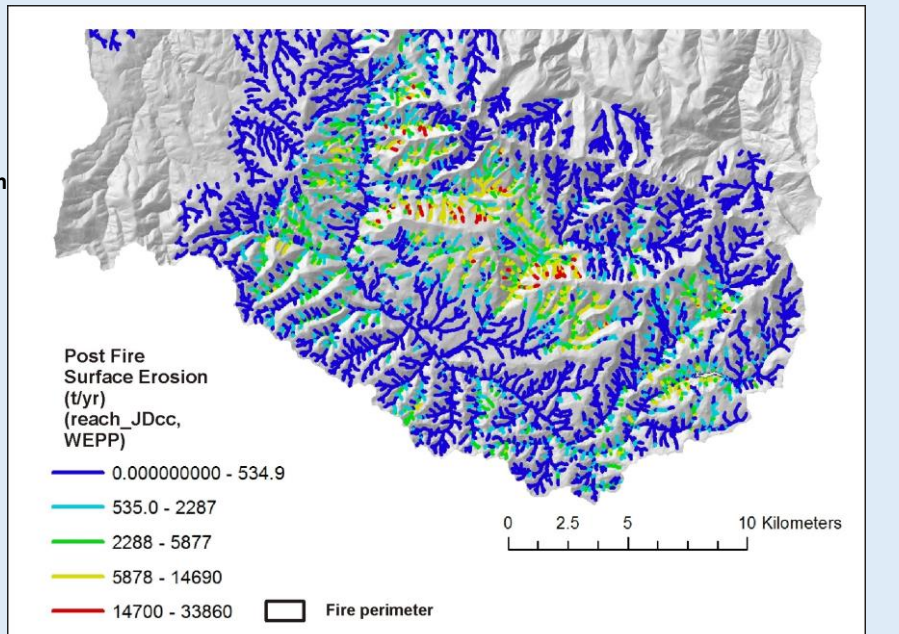 n
Post Fire
Surface Erosion
(t/yr)
(reach_JDcc,
WEPP)
0.000000000 - 534.9
535.0 - 2287
2288 - 5877
5878 - 14690
14700 - 33860
Fire perimeter
0 2.5 5 10 Kilometers